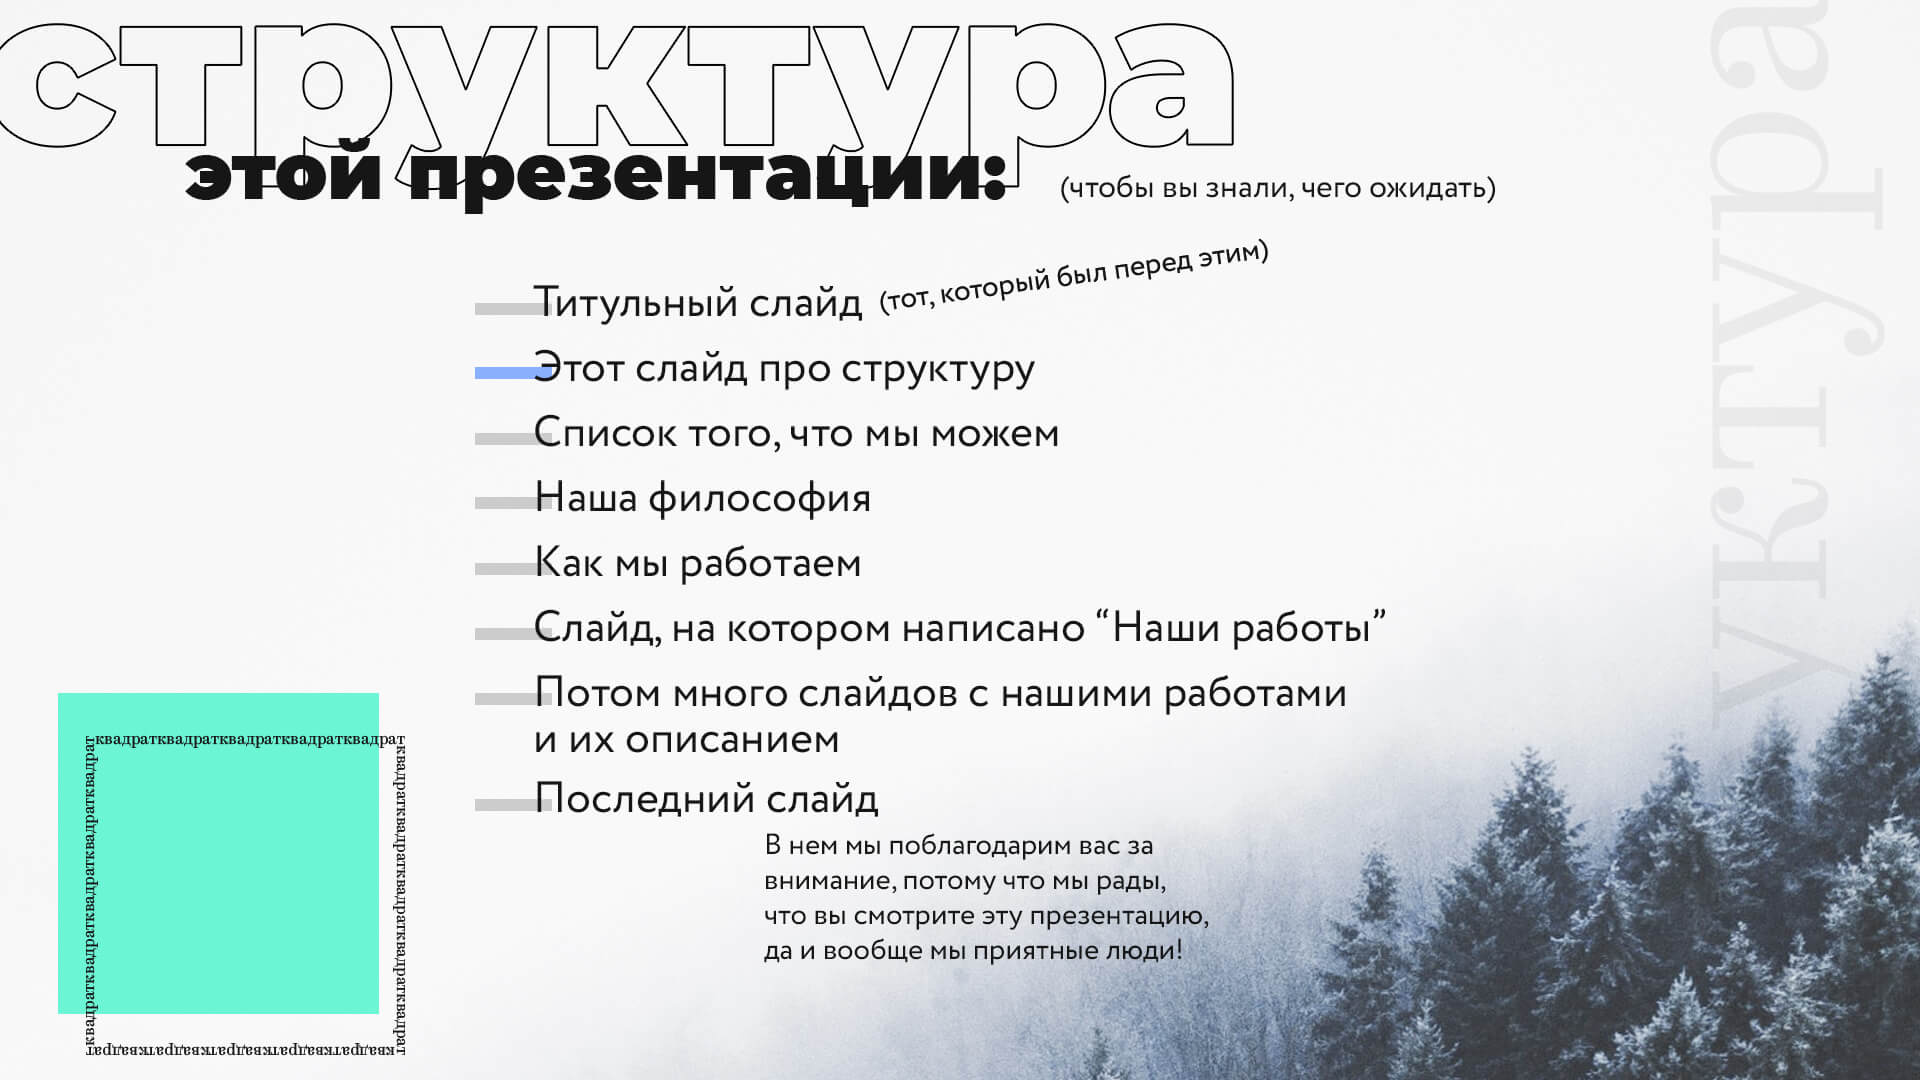 структура
этой презентации:
(чтобы вы знали, чего ожидать)
Титульный слайд (тот, который был перед этим)
Этот слайд про структуру
Список того, что мы можем
Наша философия
Как мы работаем
Слайд, на котором написано “Наши работы”
Потом много слайдов с нашими работами
и их описанием
Последний слайд
В нем мы поблагодарим вас за
внимание, потому что мы рады,
что вы смотрите эту презентацию,
да и вообще мы приятные люди!
квадратквадратквадратквадратквадрат
квадратквадратквадратквадратквадрат
квадратквадратквадратквадратквадрат
квадратквадратквадратквадратквадрат
уктура